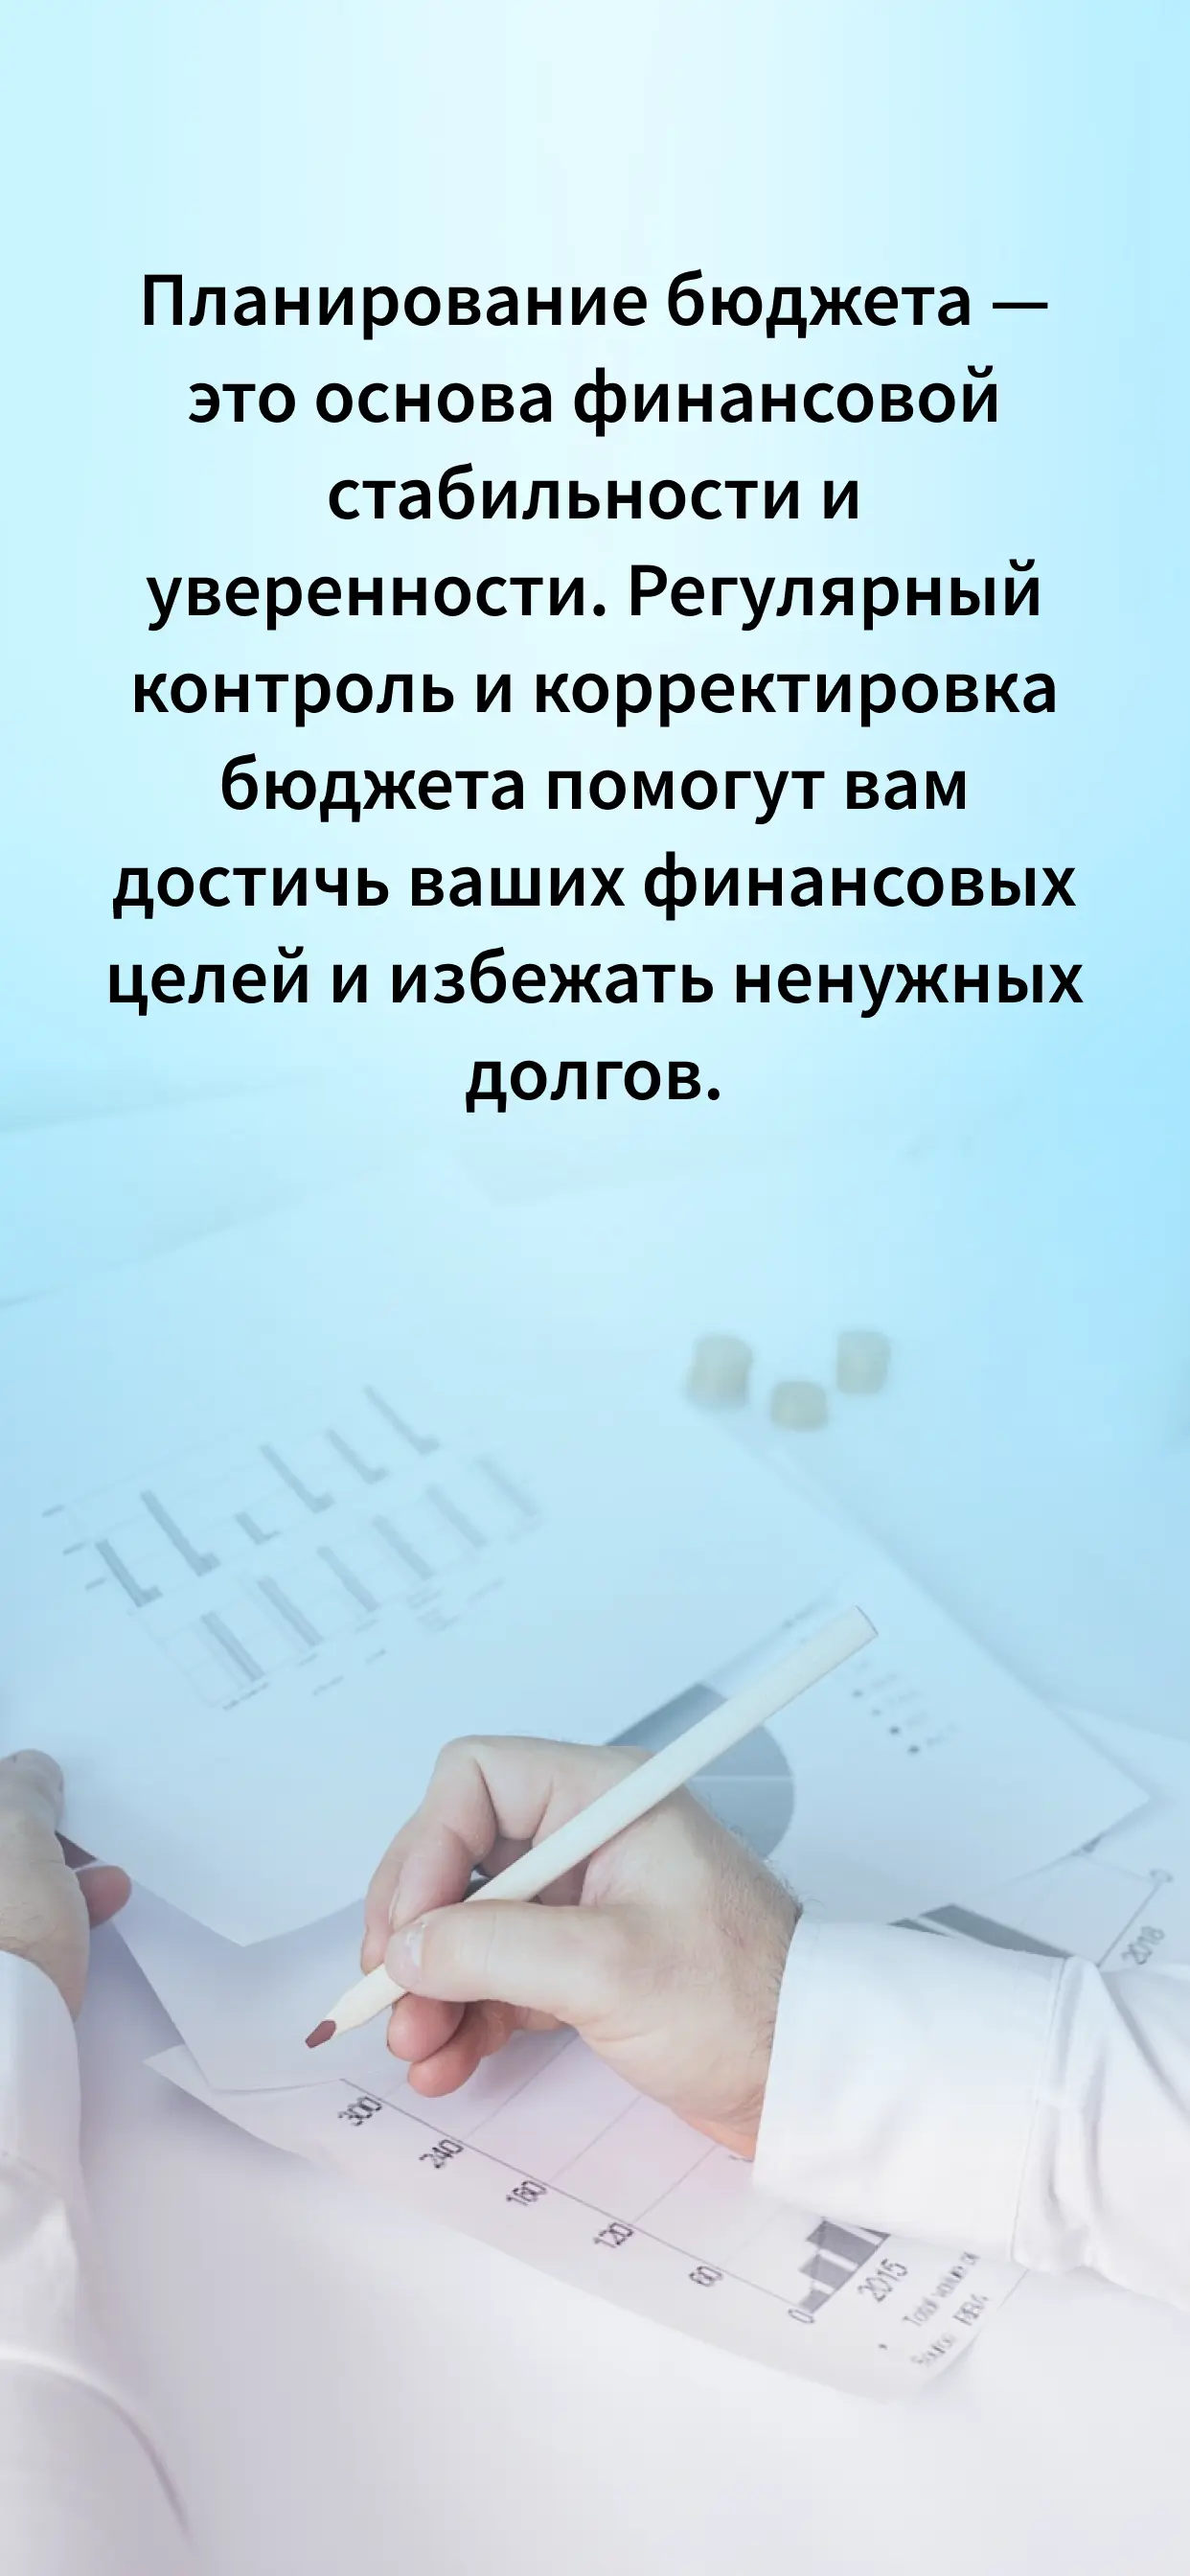 Планирование бюджета —
это основа финансовой
стабильности и
уверенности. Регулярный
контроль и корректировка
бюджета помогут вам
достичь ваших финансовых
целей и избежать ненужных
долгов.
2018
300
240
180
120
60
0
2015